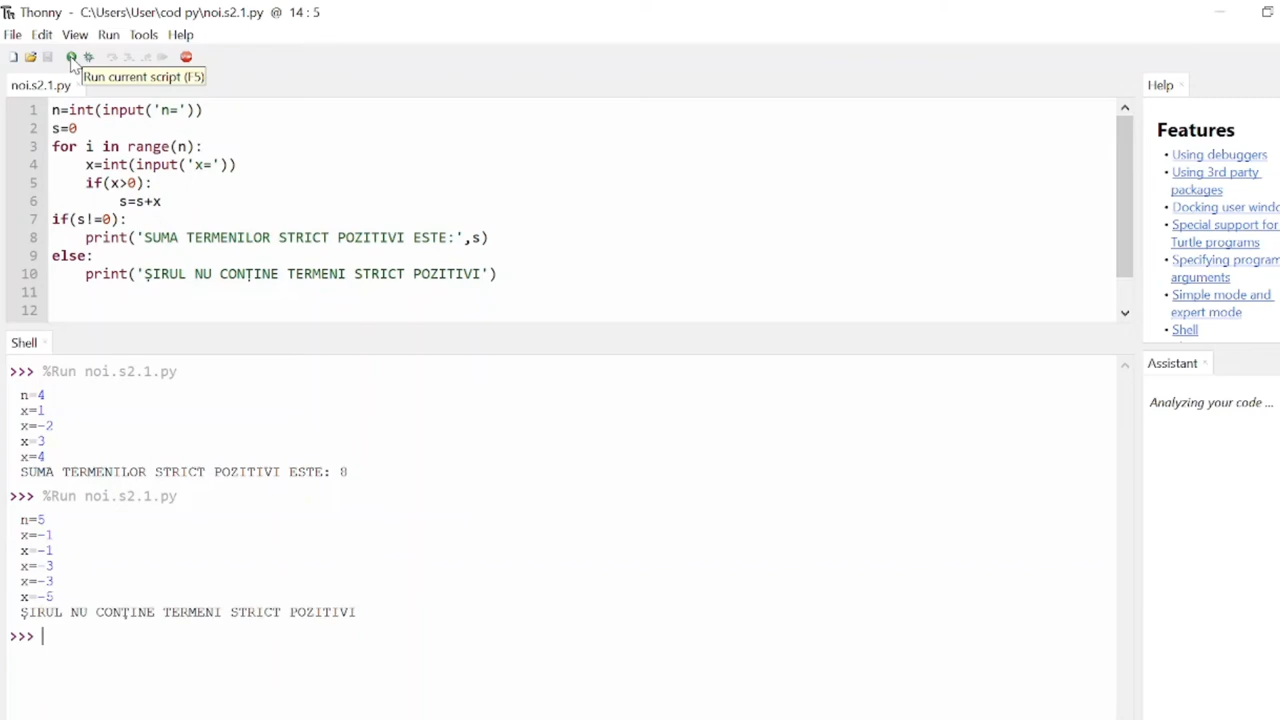 Thonny - C:\Users\User\cod py\noi.s2.1.py @ 14 : 5
File Edit View Run Tools Help
Run current script (F5)
noi.s2.1.py
1 n=int(input('n='))
2 s=0
3 for i in range(n):
4 x=int(input('x='))
5 if(x>0):
6 s=s+x
7 if(s!=0):
8 print('SUMA TERMENILOR STRICT POZITIVI ESTE:',s)
9 else:
10 print('ȘIRUL NU CONȚINE TERMENI STRICT POZITIVI')
11
12
Shell
>>> %Run noi.s2.1.py
n=4
x=1
x=-2
x=3
x=4
SUMA TERMENILOR STRICT POZITIVI ESTE: 8
>>> %Run noi.s2.1.py
n=5
x=-1
x=-1
x=-3
x=-3
x=-5
ȘIRUL NU CONȚINE TERMENI STRICT POZITIVI
>>>
Help
Features
• Using debuggers
• Using 3rd party
packages
• Docking user windo
• Special support for
Turtle programs
• Specifying program
arguments
• Simple mode and
expert mode
• Shell
Assistant
Analyzing your code ...